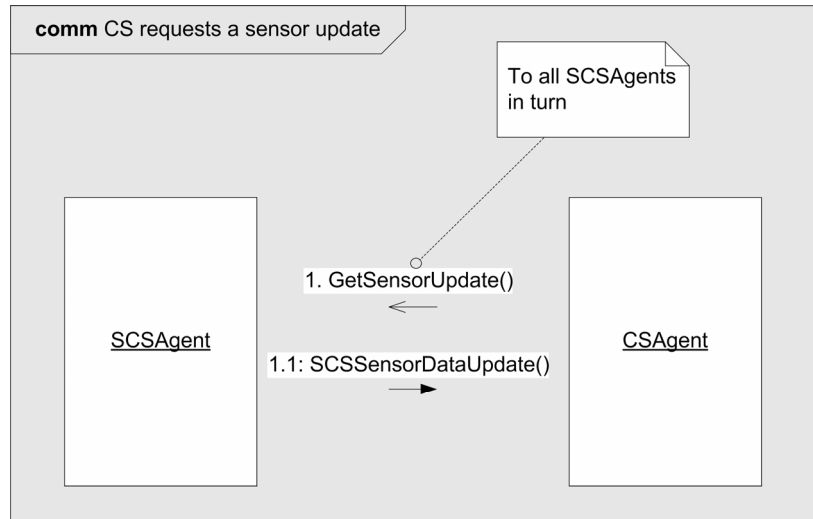 comm CS requests a sensor update
To all SCSAgents
in turn
1. GetSensorUpdate()
SCSAgent
CSAgent
1.1: SCSSensorDataUpdate()